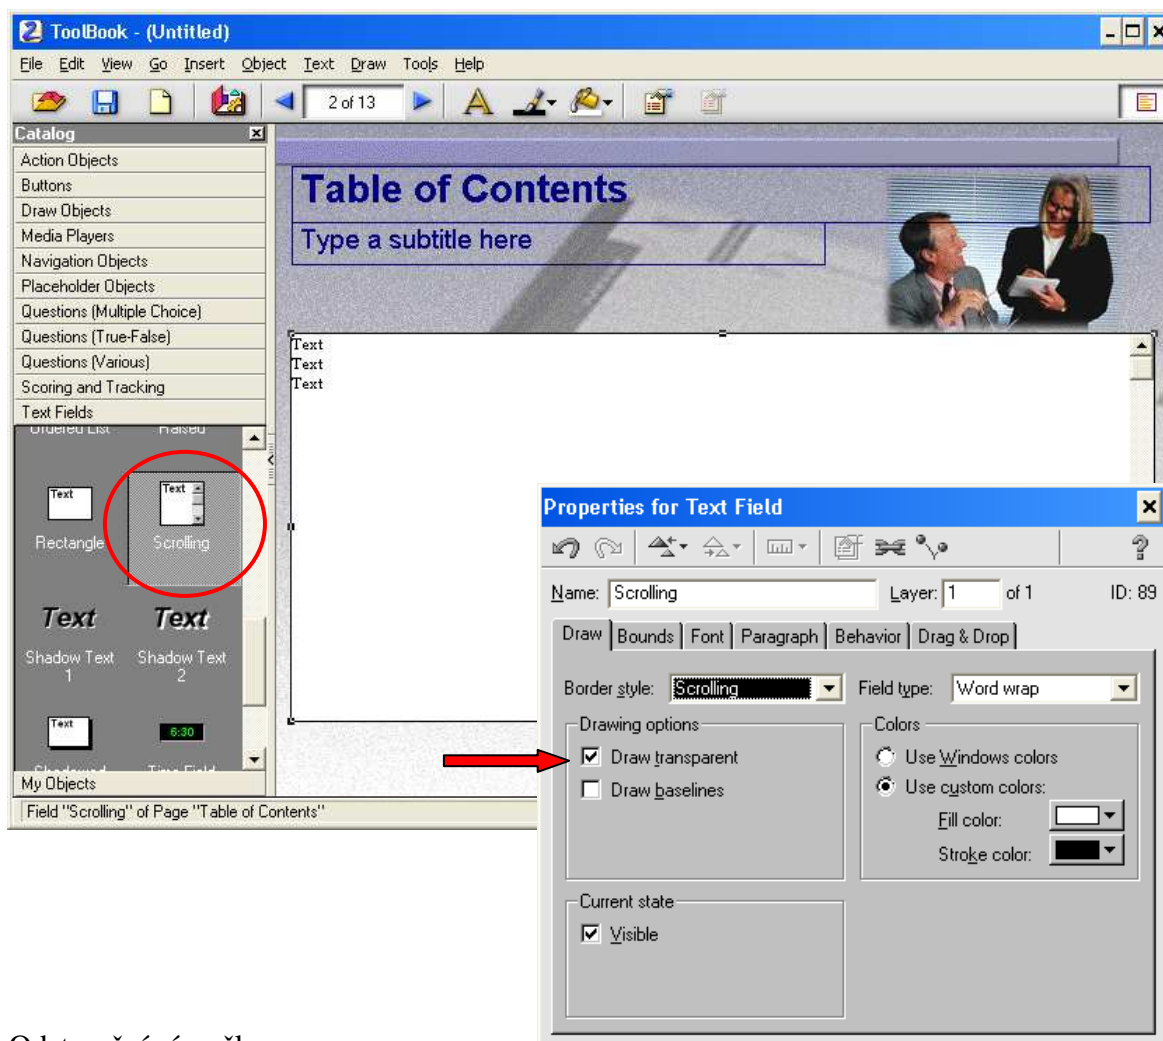 ToolBook - (Untitled)
File Edit View Go Insert Object Text Draw Tools Help
2 of 13
Catalog
Action Objects
Buttons
Draw Objects
Media Players
Navigation Objects
Placeholder Objects
Questions (Multiple Choice)
Questions (True-False)
Questions (Various)
Scoring and Tracking
Text Fields
Ordered List Raised
Text Text
Rectangle Scrolling
Text Text
Shadow Text 1 Shadow Text 2
Text 6:30
Shadowed Time Field
My Objects
Field "Scrolling" of Page "Table of Contents"
Table of Contents
Type a subtitle here
Text
Text
Text
Properties for Text Field
Name: Scrolling Layer: 1 of 1 ID: 89
Draw Bounds Font Paragraph Behavior Drag & Drop
Border style: Scrolling Field type: Word wrap
Drawing options
Draw transparent
Draw baselines
Colors
Use Windows colors
Use custom colors:
Fill color:
Stroke color:
Current state
Visible